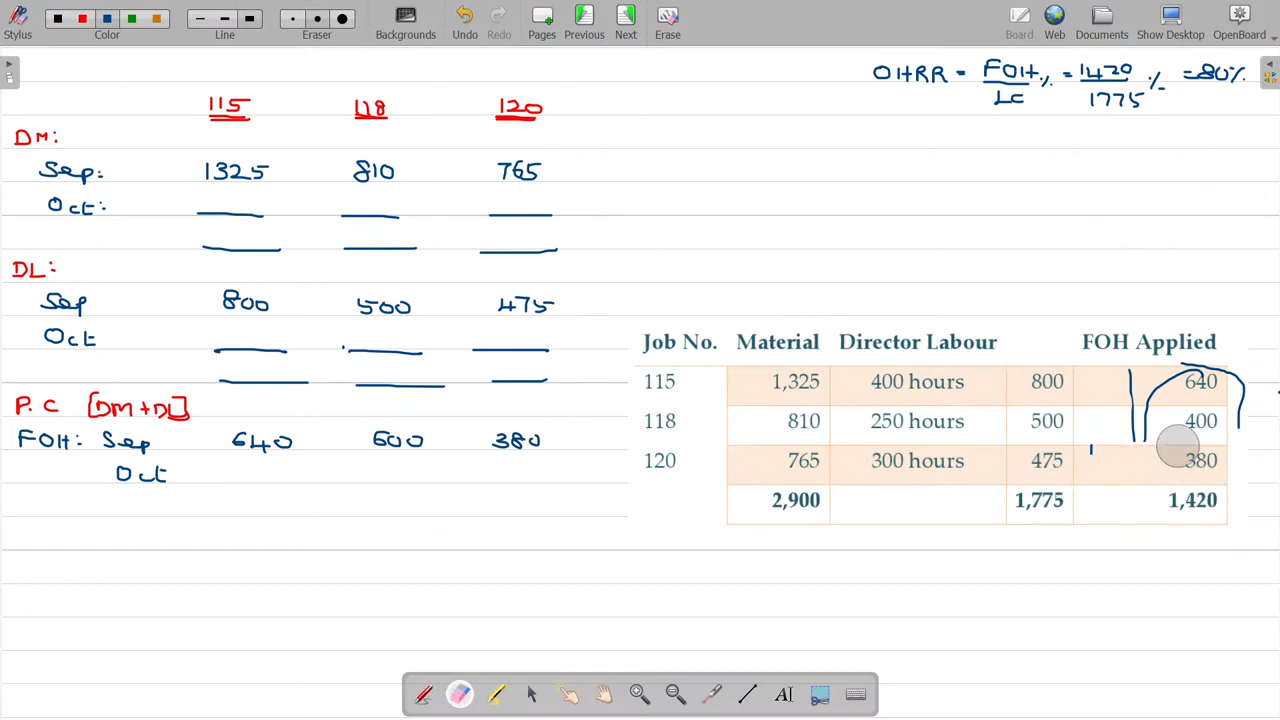 Stylus Color Line Eraser Backgrounds Undo Redo Pages Previous Next Erase Board Web Documents Show Desktop OpenBoard
OHRR = FOH/LC % = 1420/1775 % = 80%
115 118 120
DM:
Sep: 1325 810 765
Oct:
DL:
Sep 800 500 475
Oct
P.C [DM+DL]
FOH: Sep 640 600 380
Oct
Job No. Material Director Labour FOH Applied
115 1,325 400 hours 800 640
118 810 250 hours 500 400
120 765 300 hours 475 380
2,900 1,775 1,420
AI